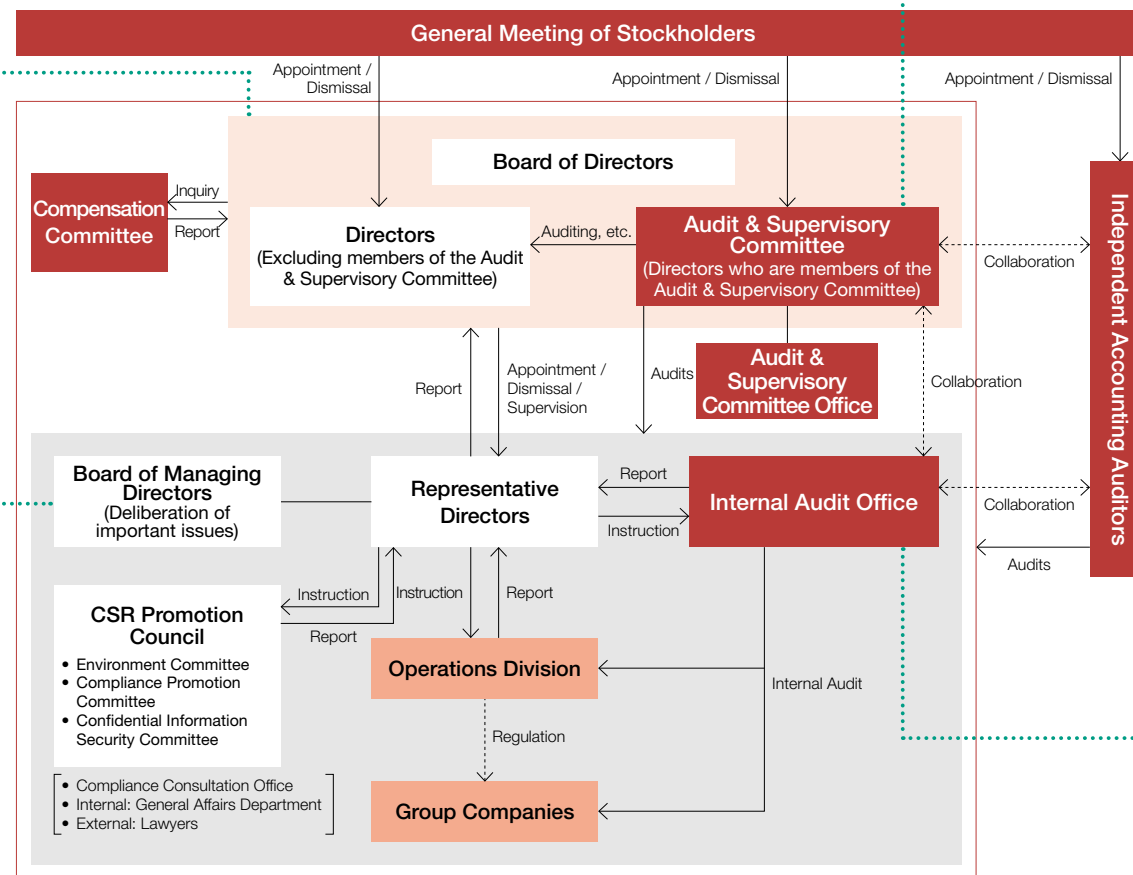 General Meeting of Stockholders
Appointment /
Dismissal
Appointment / Dismissal
Appointment / Dismissal
Board of Directors
Compensation
Committee
Inquiry
Report
Directors
(Excluding members of the Audit
& Supervisory Committee)
Auditing, etc.
Audit & Supervisory
Committee
(Directors who are members of the
Audit & Supervisory Committee)
Collaboration
Independent Accounting Auditors
Report
Appointment /
Dismissal /
Supervision
Audits
Audit &
Supervisory
Committee Office
Collaboration
Board of Managing
Directors
(Deliberation of
important issues)
Representative
Directors
Report
Instruction
Internal Audit Office
Collaboration
Audits
Instruction
Report
Instruction
Report
CSR Promotion
Council
• Environment Committee
• Compliance Promotion
Committee
• Confidential Information
Security Committee
Operations Division
Internal Audit
Regulation
• Compliance Consultation Office
• Internal: General Affairs Department
• External: Lawyers
Group Companies